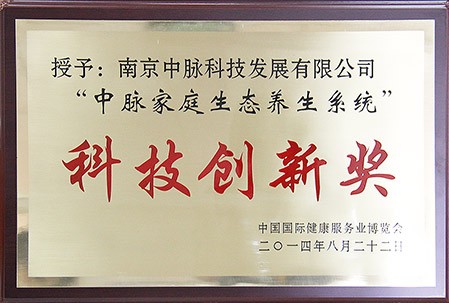 授予：南京中脉科技发展有限公司
“中脉家庭生态养生系统”
科技创新奖
中国国际健康服务业博览会
二〇一四年八月二十二日